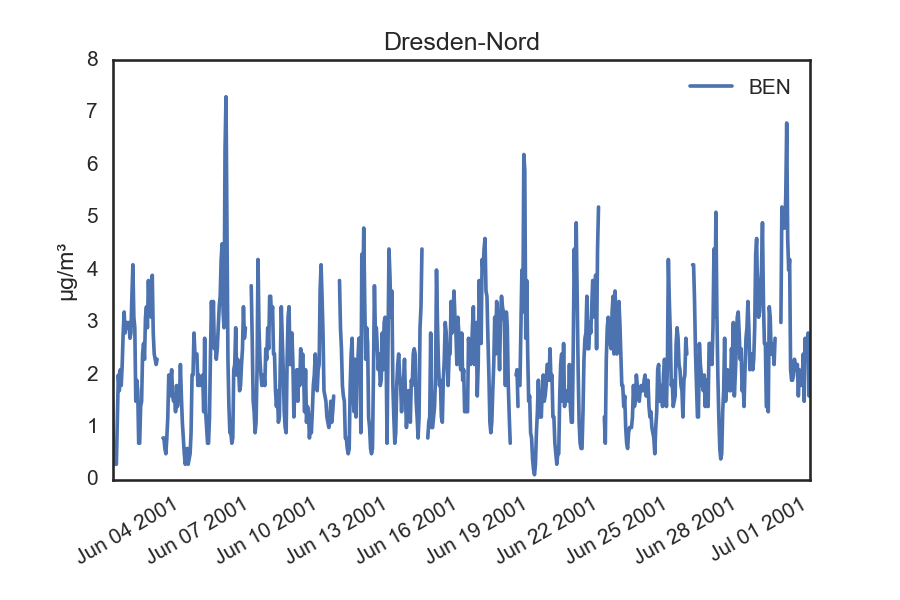 Dresden-Nord
BEN
µg/m³
8
7
6
5
4
3
2
1
0
Jun 04 2001
Jun 07 2001
Jun 10 2001
Jun 13 2001
Jun 16 2001
Jun 19 2001
Jun 22 2001
Jun 25 2001
Jun 28 2001
Jul 01 2001